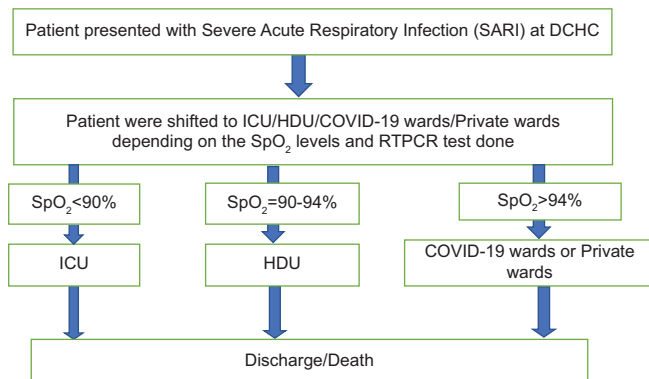 Patient presented with Severe Acute Respiratory Infection (SARI) at DCHC
Patient were shifted to ICU/HDU/COVID-19 wards/Private wards
depending on the SpO₂ levels and RTPCR test done
SpO₂<90%
SpO₂=90-94%
SpO₂>94%
ICU
HDU
COVID-19 wards or Private
wards
Discharge/Death